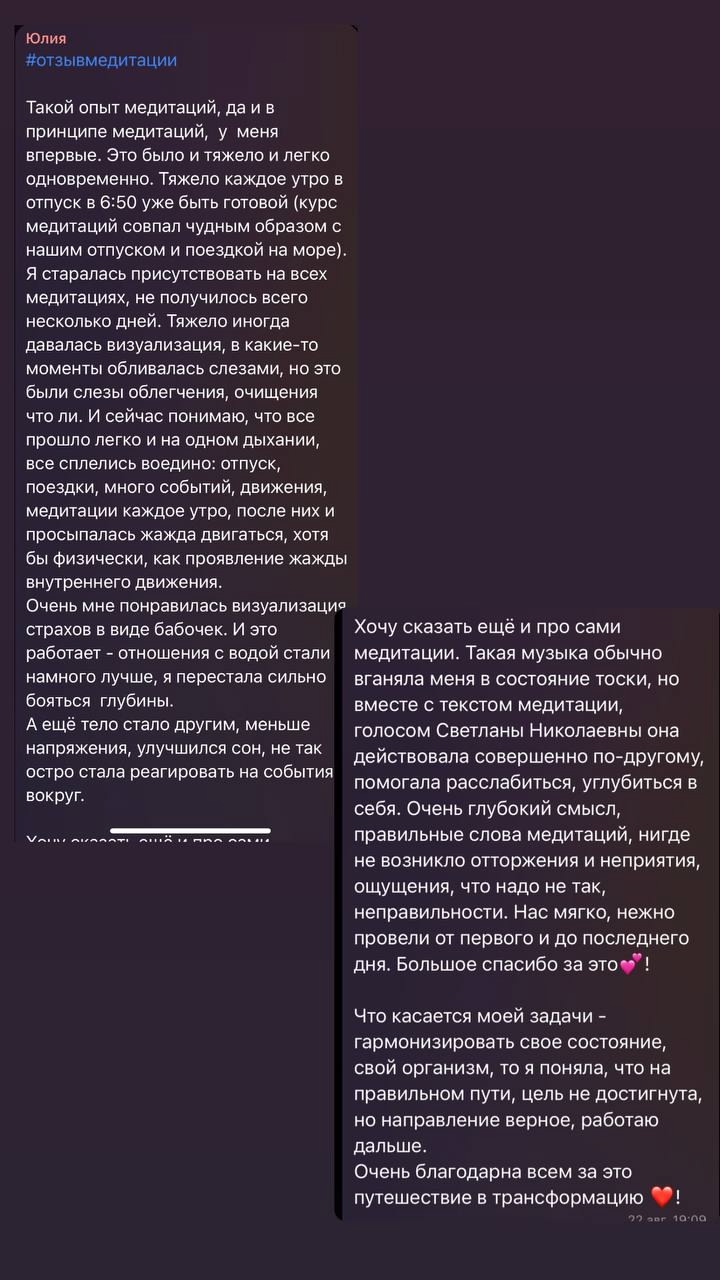 Юлия
#отзывмедитации
Такой опыт медитаций, да и в
принципе медитаций, у меня
впервые. Это было и тяжело и легко
одновременно. Тяжело каждое утро в
отпуск в 6:50 уже быть готовой (курс
медитаций совпал чудным образом с
нашим отпуском и поездкой на море).
Я старалась присутствовать на всех
медитациях, не получилось всего
несколько дней. Тяжело иногда
давалась визуализация, в какие-то
моменты обливалась слезами, но это
были слезы облегчения, очищения
что ли. И сейчас понимаю, что все
прошло легко и на одном дыхании,
все сплелись воедино: отпуск,
поездки, много событий, движения,
медитации каждое утро, после них и
просыпалась жажда двигаться, хотя
бы физически, как проявление жажды
внутреннего движения.
Очень мне понравилась визуализация
страхов в виде бабочек. И это
работает - отношения с водой стали
намного лучше, я перестала сильно
бояться глубины.
А ещё тело стало другим, меньше
напряжения, улучшился сон, не так
остро стала реагировать на события
вокруг.
Хочу сказать ещё и про сами
Хочу сказать ещё и про сами
медитации. Такая музыка обычно
вганяла меня в состояние тоски, но
вместе с текстом медитации,
голосом Светланы Николаевны она
действовала совершенно по-другому,
помогала расслабиться, углубиться в
себя. Очень глубокий смысл,
правильные слова медитаций, нигде
не возникло отторжения и неприятия,
ощущения, что надо не так,
неправильности. Нас мягко, нежно
провели от первого и до последнего
дня. Большое спасибо за это💕!
Что касается моей задачи -
гармонизировать свое состояние,
свой организм, то я поняла, что на
правильном пути, цель не достигнута,
но направление верное, работаю
дальше.
Очень благодарна всем за это
путешествие в трансформацию ❤️!
22 авг. 19:09